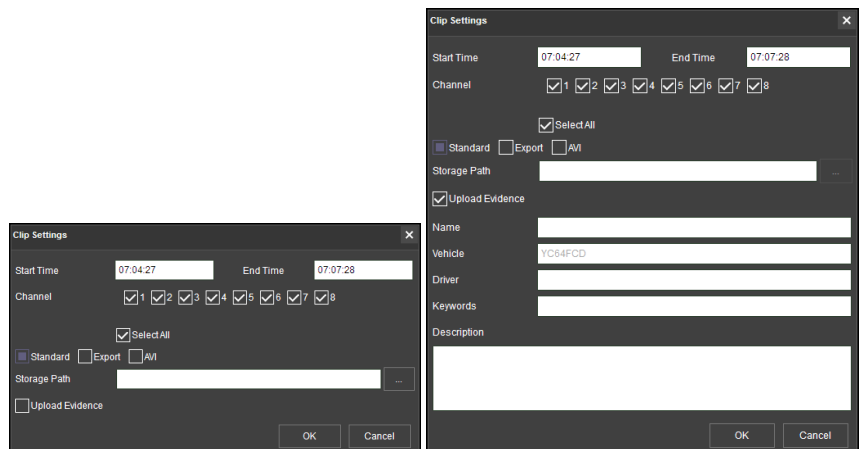 Clip Settings
Start Time 07:04:27 End Time 07:07:28
Channel 1 2 3 4 5 6 7 8
Select All
Standard Export AVI
Storage Path ...
Upload Evidence
OK Cancel
Clip Settings
Start Time 07:04:27 End Time 07:07:28
Channel 1 2 3 4 5 6 7 8
Select All
Standard Export AVI
Storage Path ...
Upload Evidence
Name
Vehicle YC64FCD
Driver
Keywords
Description
OK Cancel